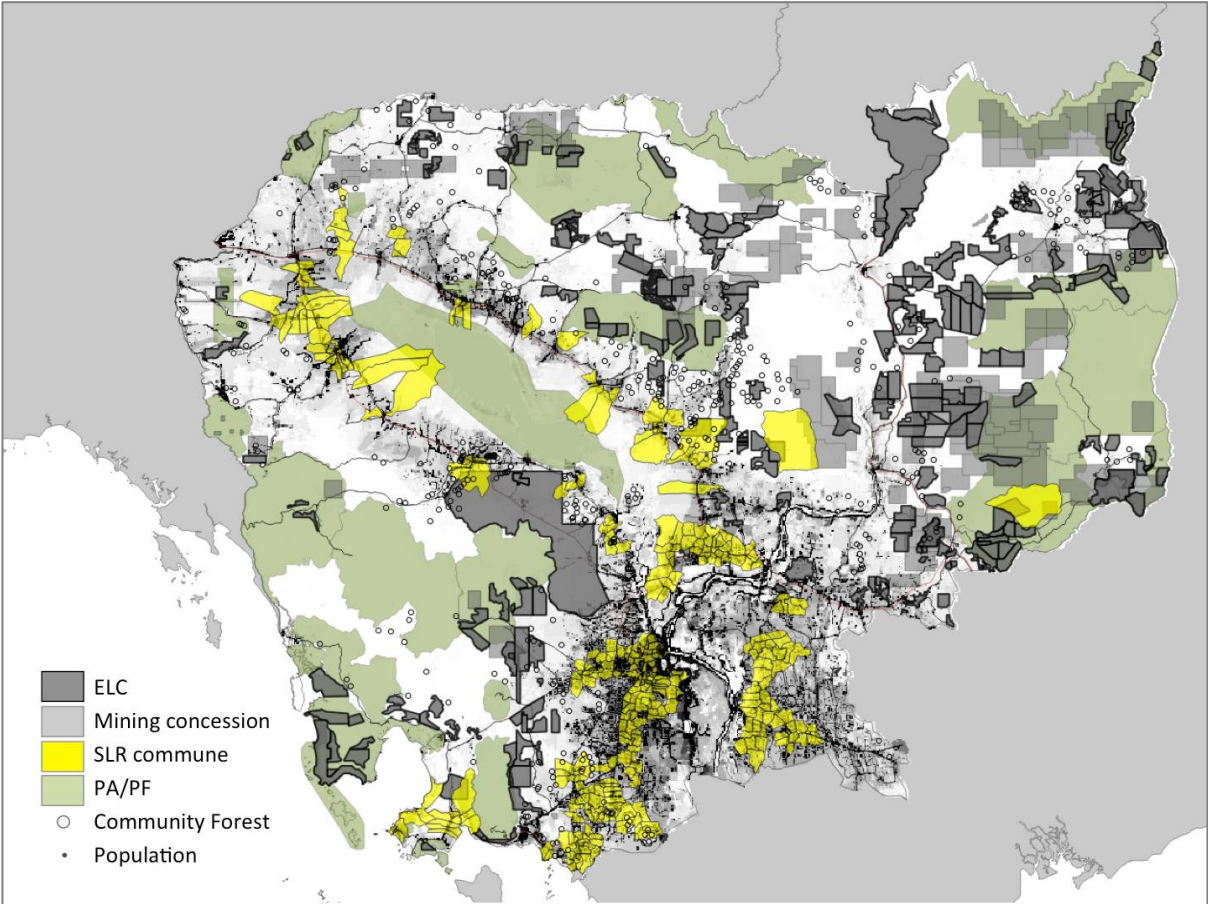 ELC
Mining concession
SLR commune
PA/PF
Community Forest
Population